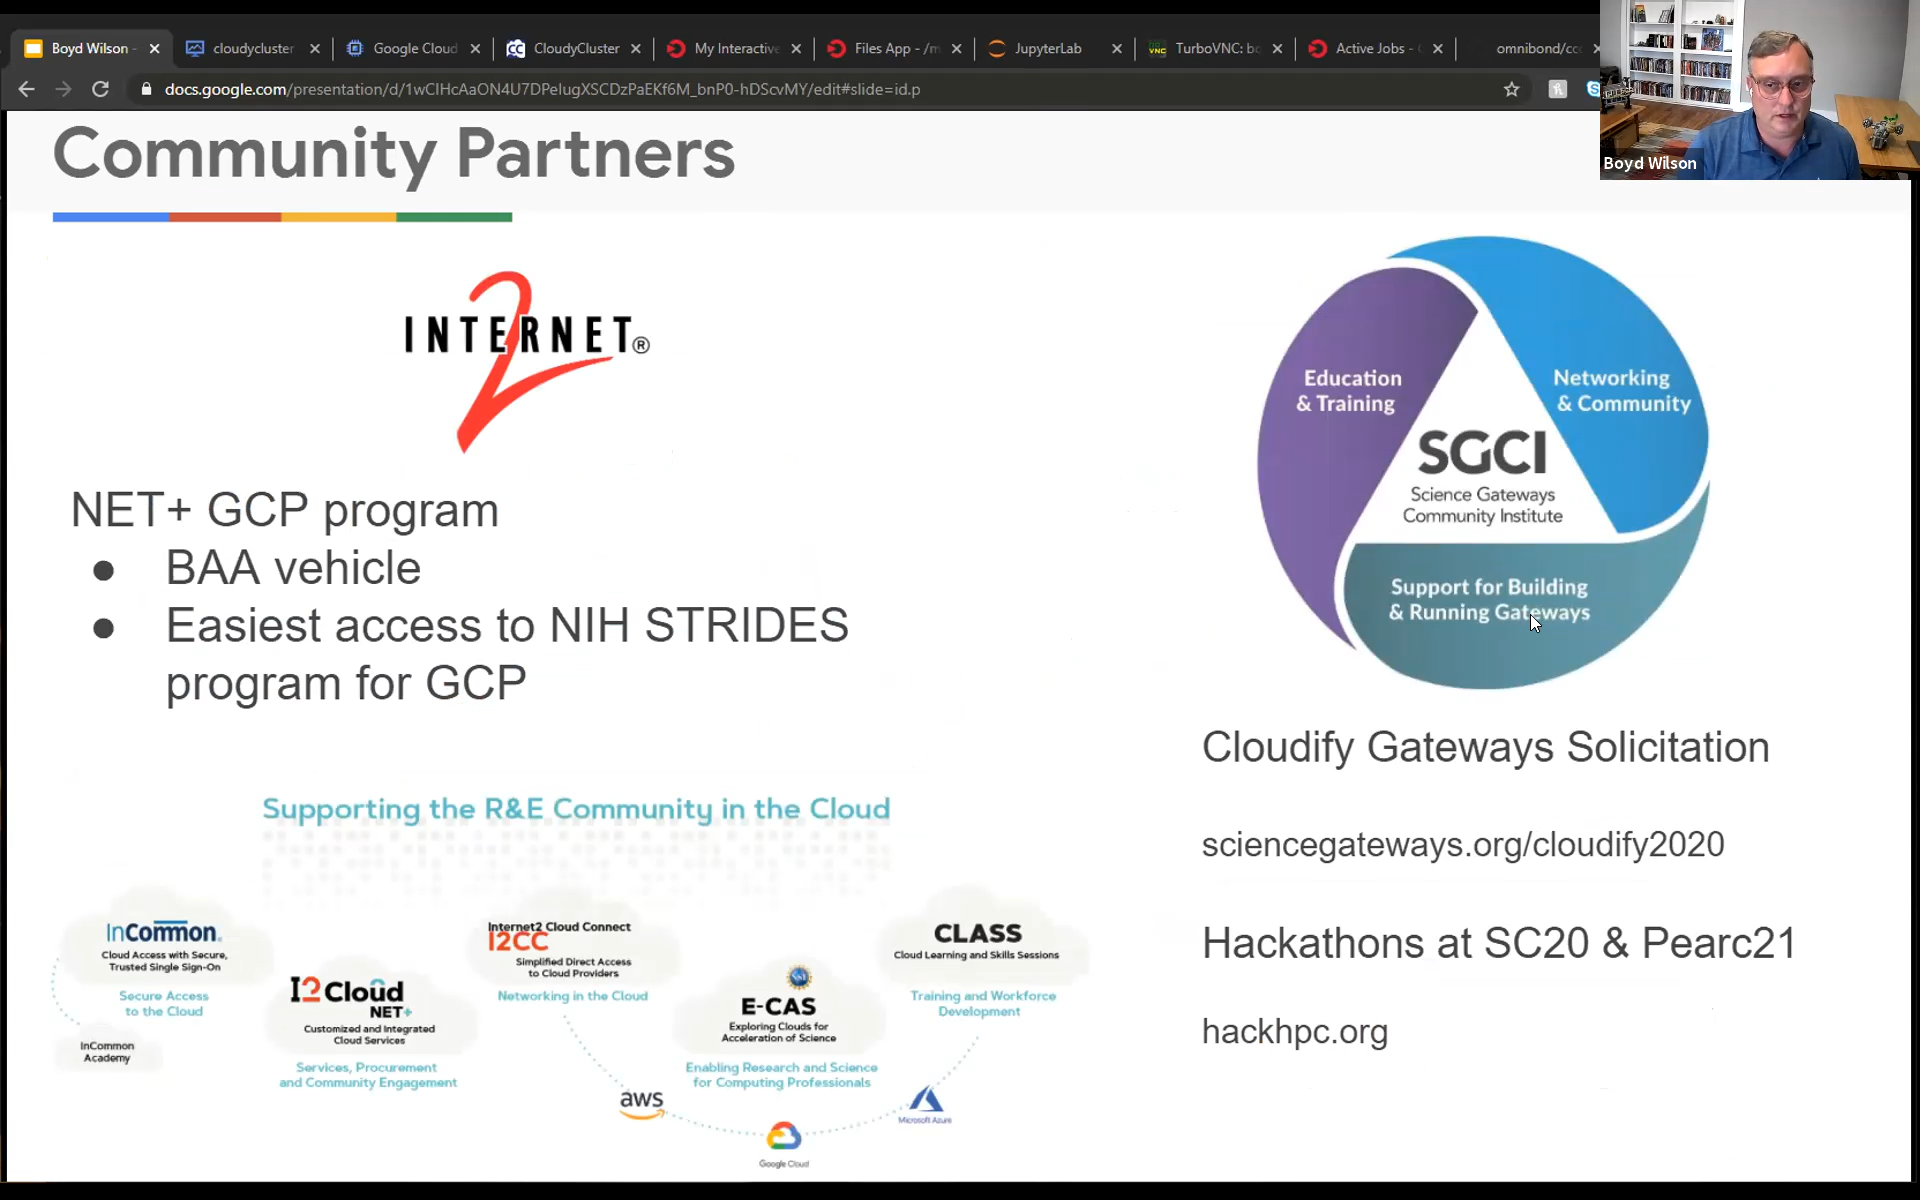 Boyd Wilson -
cloudycluster
Google Cloud
CC
CloudyCluster
My Interactive
Files App - /m
JupyterLab
VNC
TurboVNC: bo
Active Jobs -
omnibond/cc
docs.google.com/presentation/d/1wCIHcAaON4U7DPelugXSCDzPaEKf6M_bnP0-hDScvMY/edit#slide=id.p
Boyd Wilson
Community Partners
INTERNET®
2
NET+ GCP program
● BAA vehicle
● Easiest access to NIH STRIDES
program for GCP
Supporting the R&E Community in the Cloud
InCommon.
Cloud Access with Secure,
Trusted Single Sign-On
Secure Access
to the Cloud
InCommon
Academy
I2 Cloud
NET+
Customized and Integrated
Cloud Services
Services, Procurement
and Community Engagement
Internet2 Cloud Connect
I2CC
Simplified Direct Access
to Cloud Providers
Networking in the Cloud
E-CAS
Exploring Clouds for
Acceleration of Science
Enabling Research and Science
for Computing Professionals
CLASS
Cloud Learning and Skills Sessions
Training and Workforce
Development
aws
Google Cloud
Microsoft Azure
Education
& Training
Networking
& Community
SGCI
Science Gateways
Community Institute
Support for Building
& Running Gateways
Cloudify Gateways Solicitation
sciencegateways.org/cloudify2020
Hackathons at SC20 & Pearc21
hackhpc.org